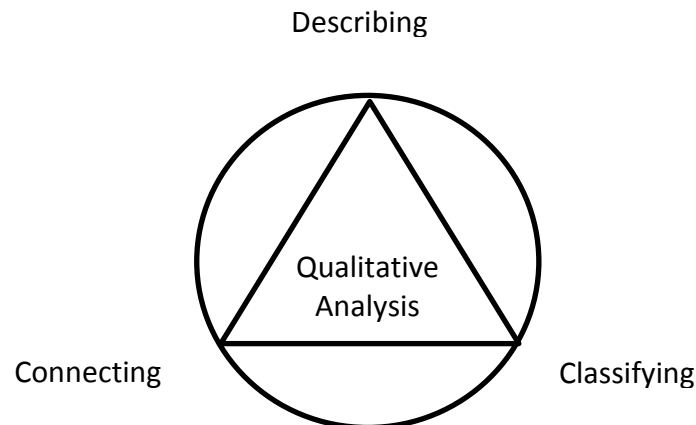 Describing
Qualitative
Analysis
Connecting
Classifying